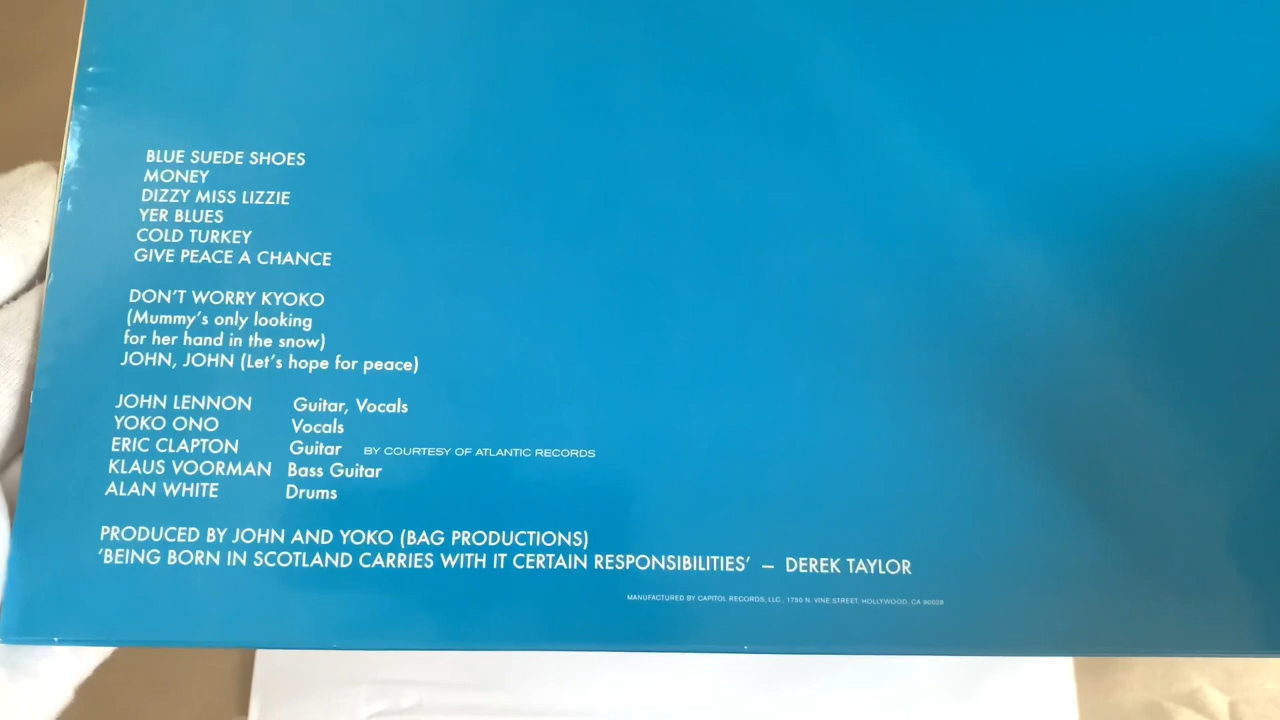 BLUE SUEDE SHOES
MONEY
DIZZY MISS LIZZIE
YER BLUES
COLD TURKEY
GIVE PEACE A CHANCE
DON'T WORRY KYOKO
(Mummy's only looking
for her hand in the snow)
JOHN, JOHN (Let's hope for peace)
JOHN LENNON Guitar, Vocals
YOKO ONO Vocals
ERIC CLAPTON Guitar BY COURTESY OF ATLANTIC RECORDS
KLAUS VOORMAN Bass Guitar
ALAN WHITE Drums
PRODUCED BY JOHN AND YOKO (BAG PRODUCTIONS)
'BEING BORN IN SCOTLAND CARRIES WITH IT CERTAIN RESPONSIBILITIES' — DEREK TAYLOR
MANUFACTURED BY CAPITOL RECORDS, LLC., 1750 N. VINE STREET, HOLLYWOOD, CA 90028